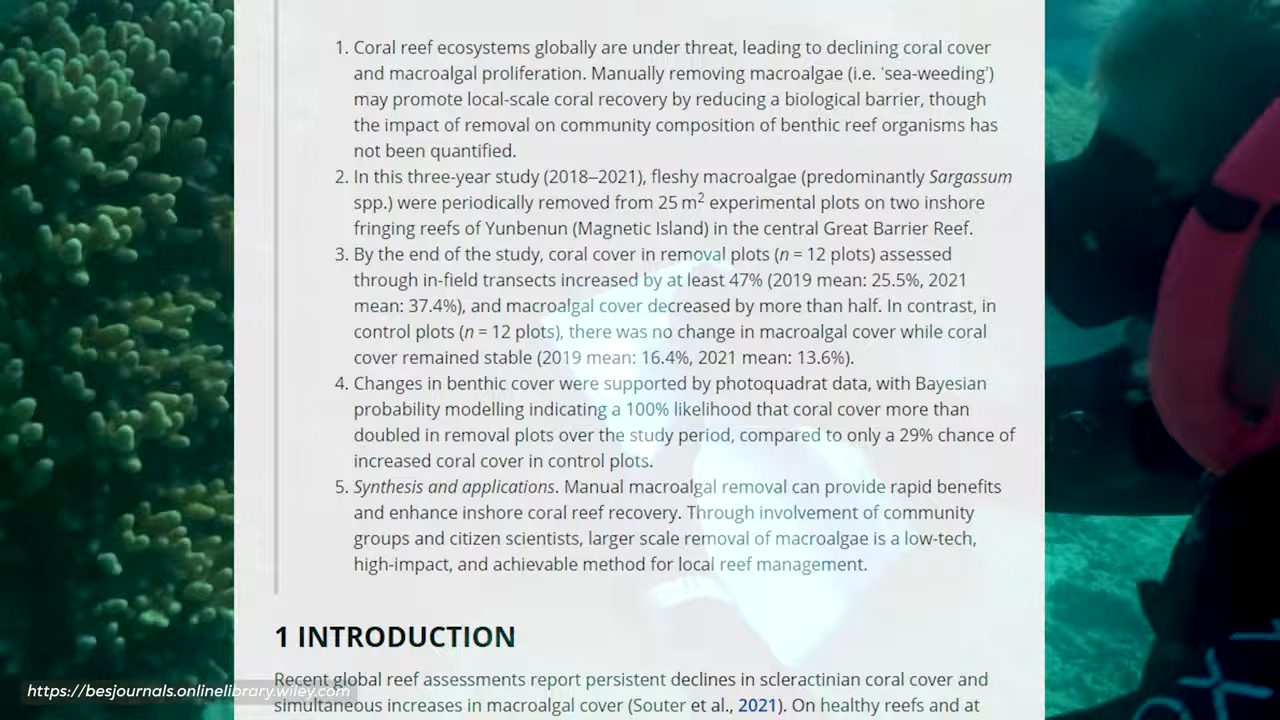 1. Coral reef ecosystems globally are under threat, leading to declining coral cover
and macroalgal proliferation. Manually removing macroalgae (i.e. ‘sea-weeding’)
may promote local-scale coral recovery by reducing a biological barrier, though
the impact of removal on community composition of benthic reef organisms has
not been quantified.
2. In this three-year study (2018–2021), fleshy macroalgae (predominantly Sargassum
spp.) were periodically removed from 25 m² experimental plots on two inshore
fringing reefs of Yunbenun (Magnetic Island) in the central Great Barrier Reef.
3. By the end of the study, coral cover in removal plots (n = 12 plots) assessed
through in-field transects increased by at least 47% (2019 mean: 25.5%, 2021
mean: 37.4%), and macroalgal cover decreased by more than half. In contrast, in
control plots (n = 12 plots), there was no change in macroalgal cover while coral
cover remained stable (2019 mean: 16.4%, 2021 mean: 13.6%).
4. Changes in benthic cover were supported by photoquadrat data, with Bayesian
probability modelling indicating a 100% likelihood that coral cover more than
doubled in removal plots over the study period, compared to only a 29% chance of
increased coral cover in control plots.
5. Synthesis and applications. Manual macroalgal removal can provide rapid benefits
and enhance inshore coral reef recovery. Through involvement of community
groups and citizen scientists, larger scale removal of macroalgae is a low-tech,
high-impact, and achievable method for local reef management.
1 INTRODUCTION
Recent global reef assessments report persistent declines in scleractinian coral cover and
simultaneous increases in macroalgal cover (Souter et al., 2021). On healthy reefs and at
https://besjournals.onlinelibrary.wiley.com